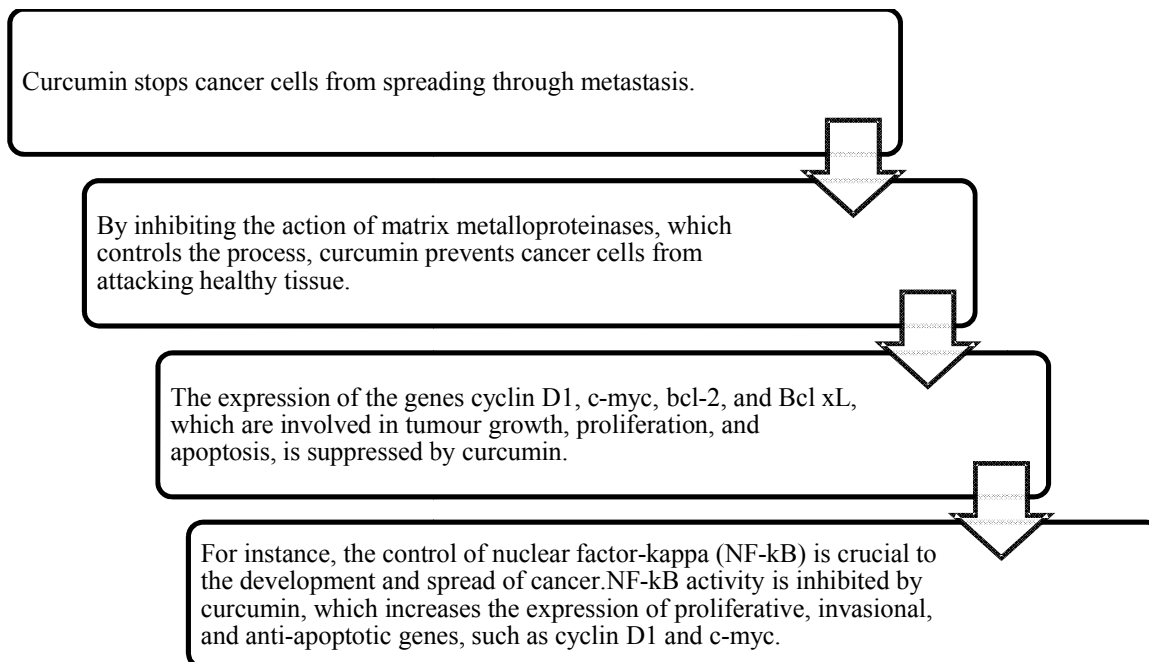 Curcumin stops cancer cells from spreading through metastasis.
By inhibiting the action of matrix metalloproteinases, which
controls the process, curcumin prevents cancer cells from
attacking healthy tissue.
The expression of the genes cyclin D1, c-myc, bcl-2, and Bcl xL,
which are involved in tumour growth, proliferation, and
apoptosis, is suppressed by curcumin.
For instance, the control of nuclear factor-kappa (NF-kB) is crucial to
the development and spread of cancer.NF-kB activity is inhibited by
curcumin, which increases the expression of proliferative, invasional,
and anti-apoptotic genes, such as cyclin D1 and c-myc.